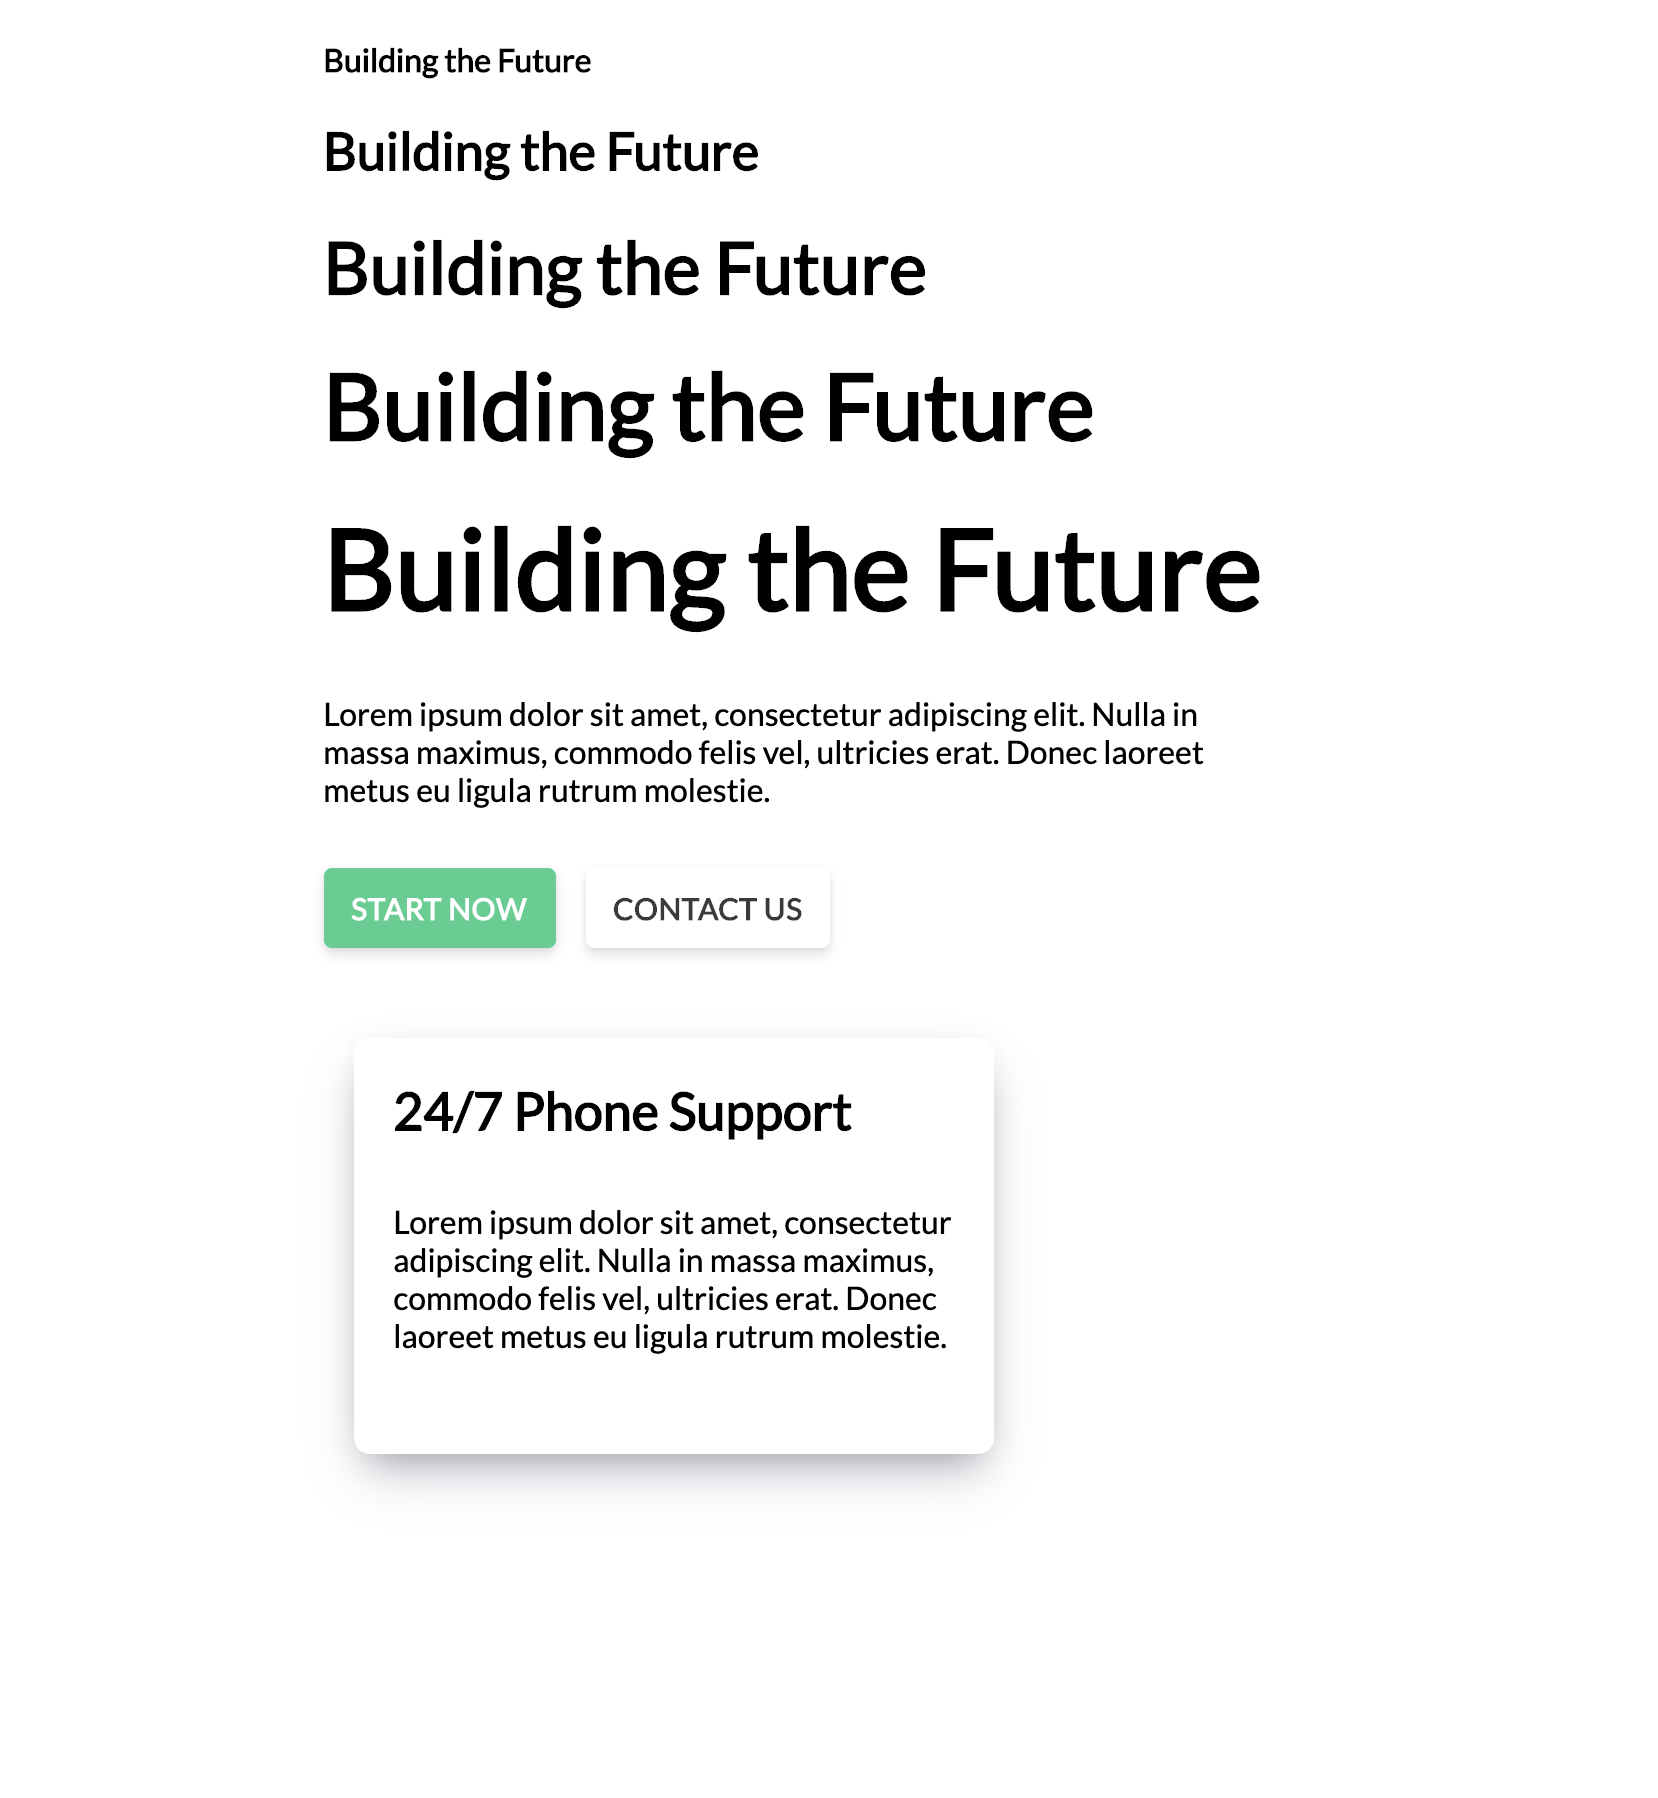 Building the Future
Building the Future
Building the Future
Building the Future
Building the Future
Lorem ipsum dolor sit amet, consectetur adipiscing elit. Nulla in
massa maximus, commodo felis vel, ultricies erat. Donec laoreet
metus eu ligula rutrum molestie.
START NOW
CONTACT US
24/7 Phone Support
Lorem ipsum dolor sit amet, consectetur
adipiscing elit. Nulla in massa maximus,
commodo felis vel, ultricies erat. Donec
laoreet metus eu ligula rutrum molestie.